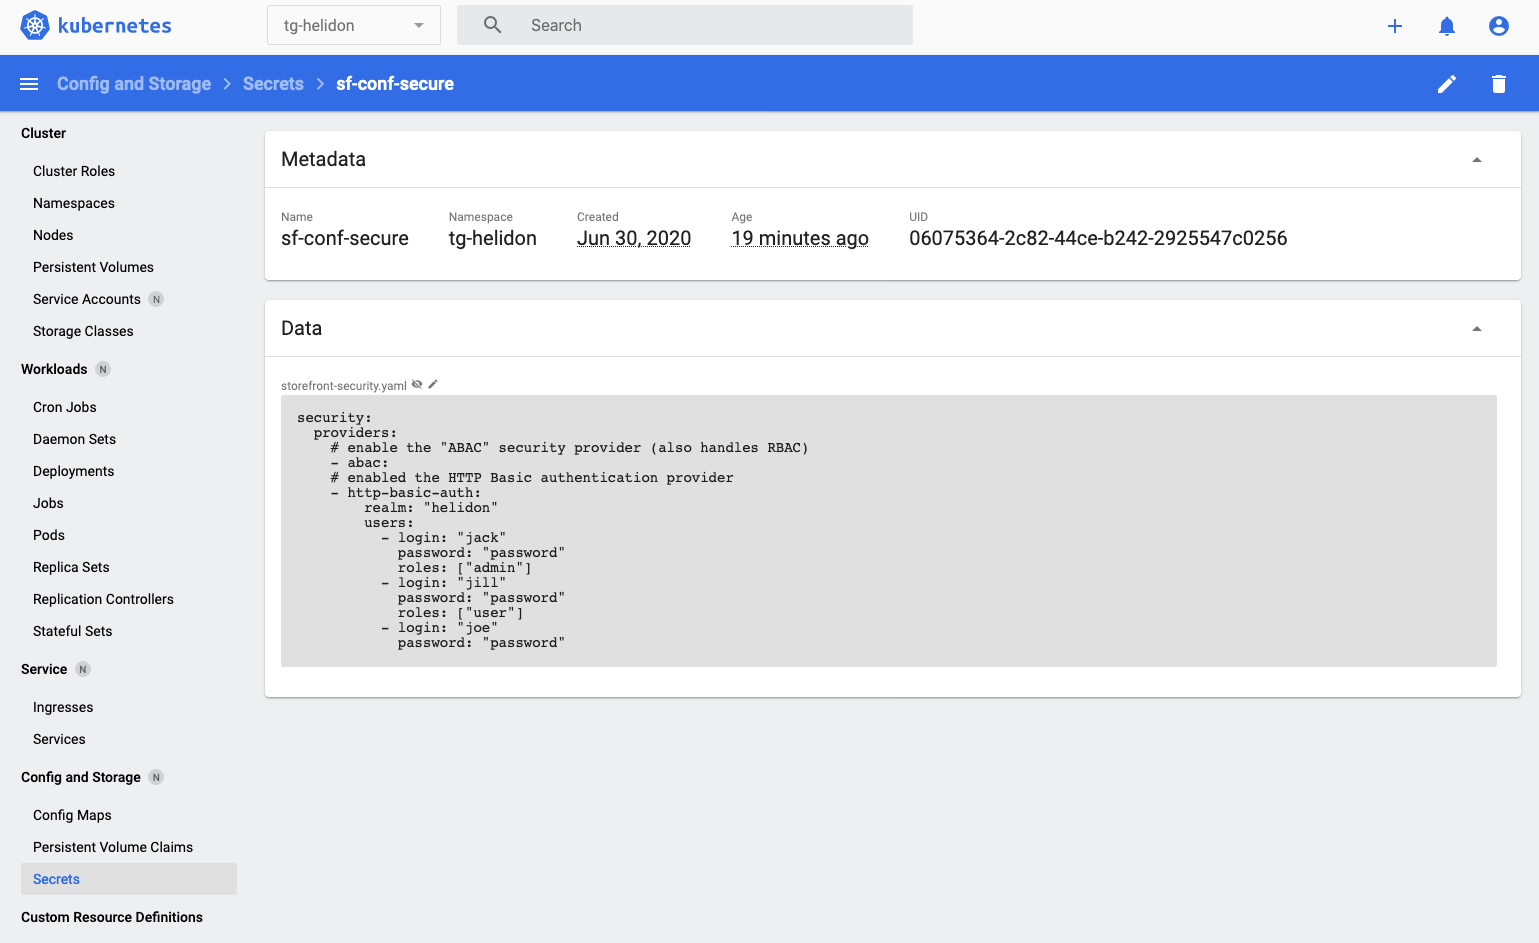 kubernetes
tg-helidon
Search
Config and Storage > Secrets > sf-conf-secure
Cluster
Cluster Roles
Namespaces
Nodes
Persistent Volumes
Service Accounts N
Storage Classes
Workloads N
Cron Jobs
Daemon Sets
Deployments
Jobs
Pods
Replica Sets
Replication Controllers
Stateful Sets
Service N
Ingresses
Services
Config and Storage N
Config Maps
Persistent Volume Claims
Secrets
Custom Resource Definitions
Metadata
Name Namespace Created Age UID
sf-conf-secure tg-helidon Jun 30, 2020 19 minutes ago 06075364-2c82-44ce-b242-2925547c0256
Data
storefront-security.yaml
security:
  providers:
    # enable the "ABAC" security provider (also handles RBAC)
    - abac:
    # enabled the HTTP Basic authentication provider
    - http-basic-auth:
        realm: "helidon"
        users:
          - login: "jack"
            password: "password"
            roles: ["admin"]
          - login: "jill"
            password: "password"
            roles: ["user"]
          - login: "joe"
            password: "password"